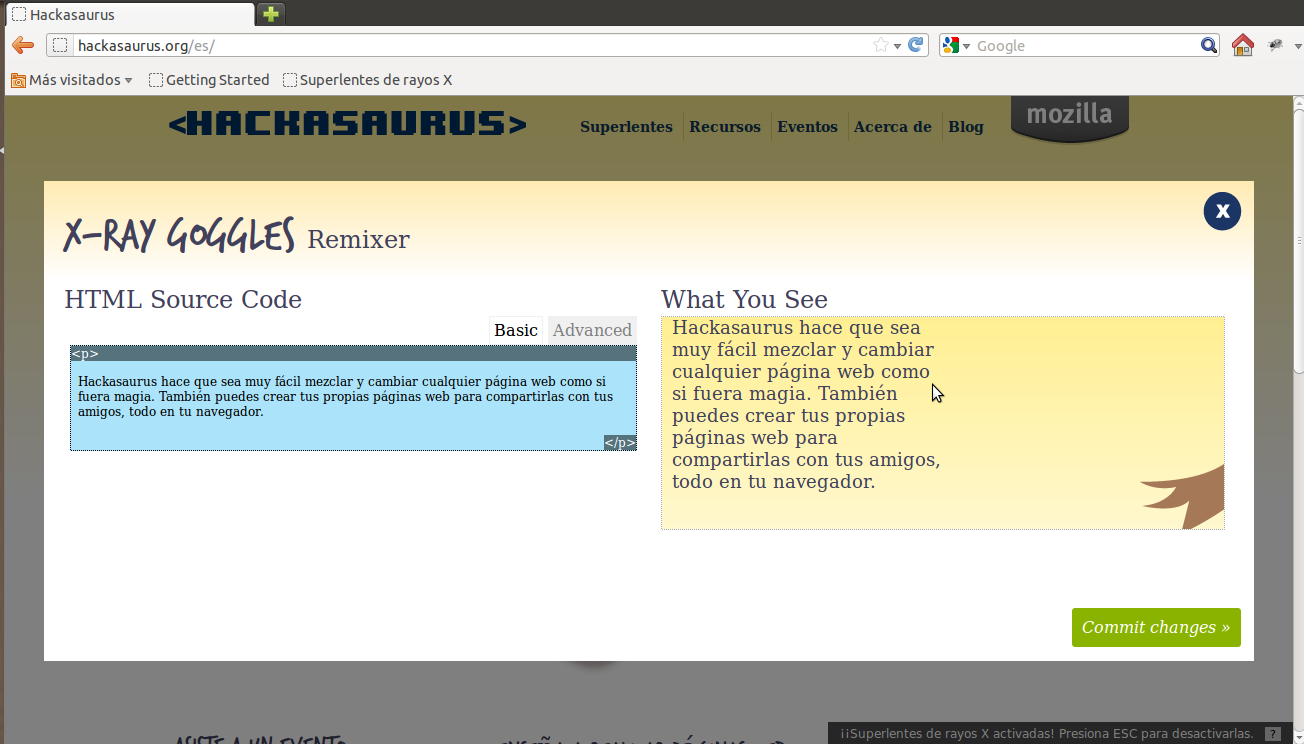 Hackasaurus
hackasaurus.org/es/
Google
Más visitados
Getting Started
Superlentes de rayos X
<HACKASAURUS>
Superlentes
Recursos
Eventos
Acerca de
Blog
mozilla
X
X-RAY GOGGLES Remixer
HTML Source Code
Basic
Advanced
<p>
Hackasaurus hace que sea muy fácil mezclar y cambiar cualquier página web como si
fuera magia. También puedes crear tus propias páginas web para compartirlas con tus
amigos, todo en tu navegador.
</p>
What You See
Hackasaurus hace que sea
muy fácil mezclar y cambiar
cualquier página web como
si fuera magia. También
puedes crear tus propias
páginas web para
compartirlas con tus amigos,
todo en tu navegador.
Commit changes »
ASISTE A UN EVENTO
¡¡Superlentes de rayos X activadas! Presiona ESC para desactivarlas.
?